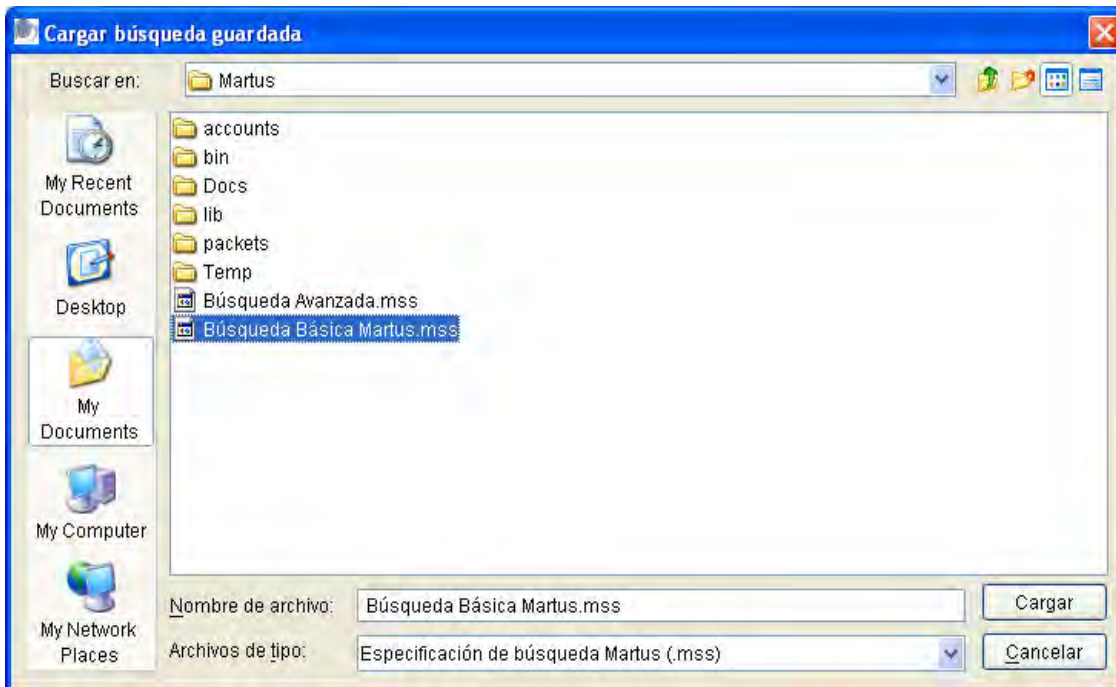 Cargar búsqueda guardada
Buscar en:
Martus
My Recent
Documents
Desktop
My
Documents
My Computer
My Network
Places
accounts
bin
Docs
lib
packets
Temp
Búsqueda Avanzada.mss
Búsqueda Básica Martus.mss
Nombre de archivo:
Búsqueda Básica Martus.mss
Cargar
Archivos de tipo:
Especificación de búsqueda Martus (.mss)
Cancelar